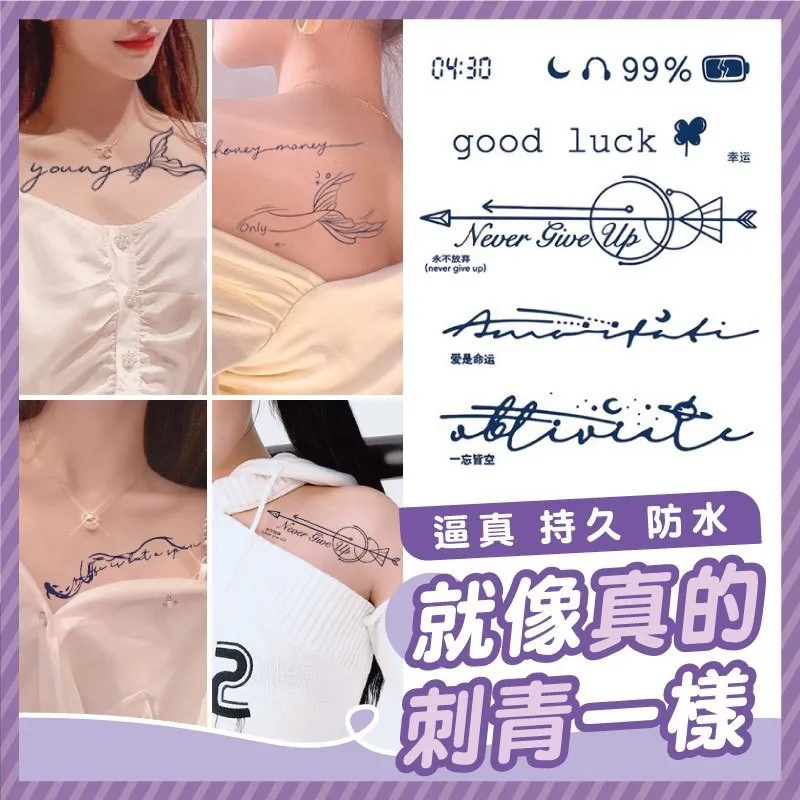 young
honey money
Only
04:30
99%
good luck
幸运
Never Give Up
永不放弃
(never give up)
Amorfati
爱是命运
obliviate
一忘皆空
Never Give Up
2
逼真 持久 防水
就像真的
刺青一樣